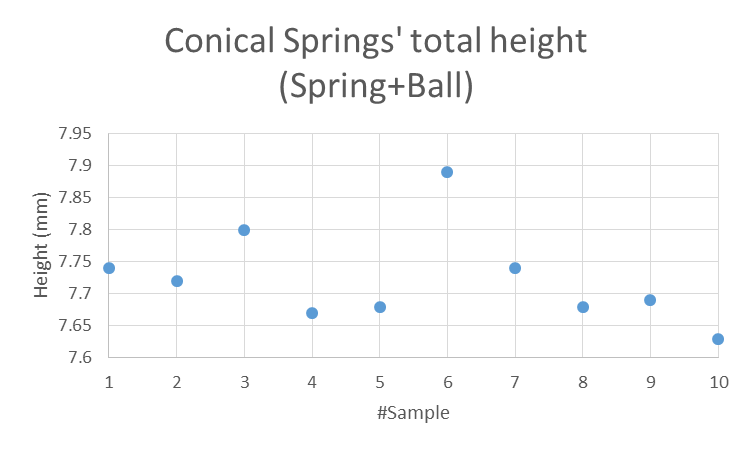 Conical Springs' total height
(Spring+Ball)
7.95
7.9
7.85
7.8
7.75
7.7
7.65
7.6
Height (mm)
1 2 3 4 5 6 7 8 9 10
#Sample